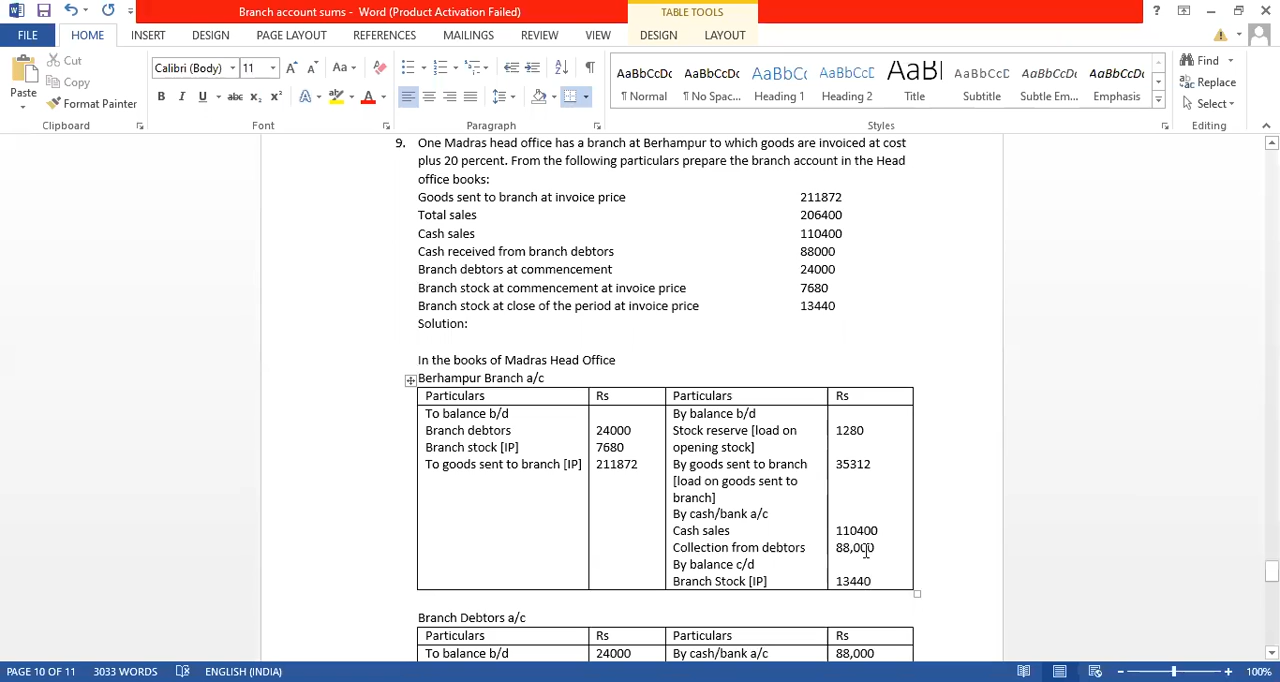 Branch account sums - Word (Product Activation Failed)
TABLE TOOLS
?
FILE HOME INSERT DESIGN PAGE LAYOUT REFERENCES MAILINGS REVIEW VIEW DESIGN LAYOUT
Paste
Cut
Copy
Format Painter
Clipboard
Calibri (Body) 11
Aa
B I U abc x₂ x² A A
Font
Paragraph
AaBbCcDc AaBbCcDc AaBbC AaBbCcD AaB AaBbCcD AaBbCcDc AaBbCcDc
¶ Normal ¶ No Spac... Heading 1 Heading 2 Title Subtitle Subtle Em... Emphasis
Styles
Find
Replace
Select
Editing
9. One Madras head office has a branch at Berhampur to which goods are invoiced at cost
plus 20 percent. From the following particulars prepare the branch account in the Head
office books:
Goods sent to branch at invoice price 211872
Total sales 206400
Cash sales 110400
Cash received from branch debtors 88000
Branch debtors at commencement 24000
Branch stock at commencement at invoice price 7680
Branch stock at close of the period at invoice price 13440
Solution:
In the books of Madras Head Office
Berhampur Branch a/c
Particulars Rs Particulars Rs
To balance b/d By balance b/d
Branch debtors 24000 Stock reserve [load on 1280
Branch stock [IP] 7680 opening stock]
To goods sent to branch [IP] 211872 By goods sent to branch 35312
[load on goods sent to
branch]
By cash/bank a/c
Cash sales 110400
Collection from debtors 88,000
By balance c/d
Branch Stock [IP] 13440
Branch Debtors a/c
Particulars Rs Particulars Rs
To balance b/d 24000 By cash/bank a/c 88,000
PAGE 10 OF 11 3033 WORDS ENGLISH (INDIA) 100%